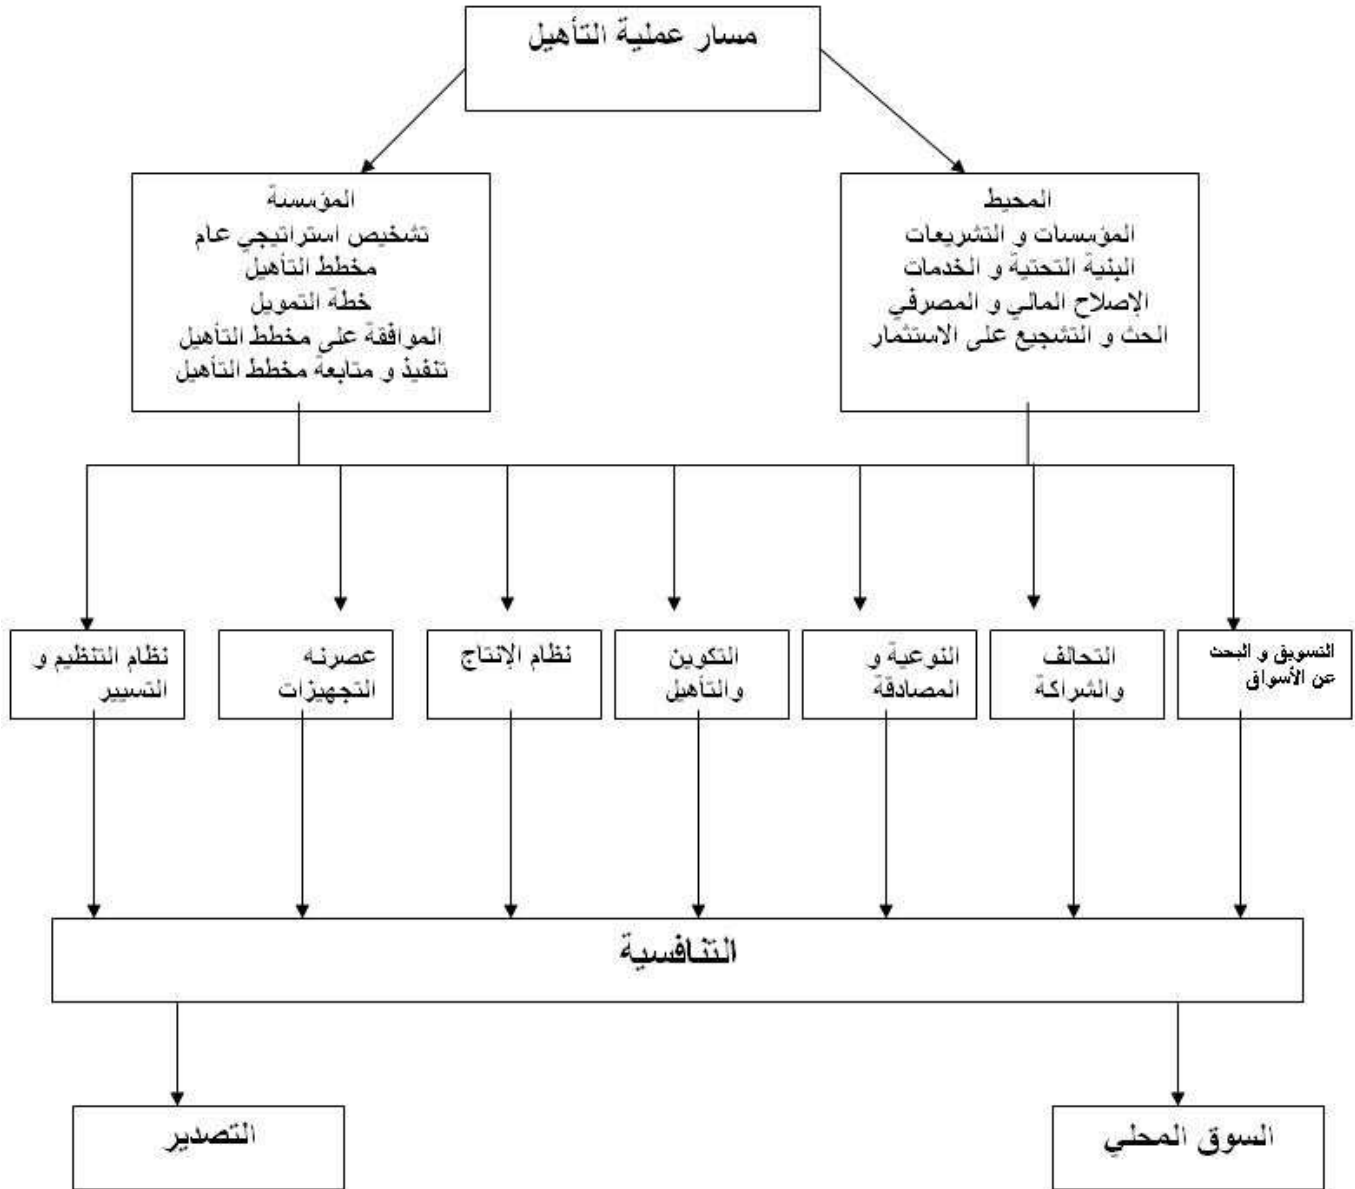 مسار عملية التأهيل
المحيط
المؤسسات و التشريعات
البنية التحتية و الخدمات
الإصلاح المالي و المصرفي
الحث و التشجيع على الاستثمار
المؤسسة
تشخيص استراتيجي عام
مخطط التأهيل
خطة التمويل
الموافقة على مخطط التأهيل
تنفيذ و متابعة مخطط التأهيل
التسويق و البحث
عن الأسواق
التحالف
والشراكة
النوعية و
المصادقة
التكوين
والتأهيل
نظام الإنتاج
عصرنه
التجهيزات
نظام التنظيم و
التسيير
التنافسية
السوق المحلي
التصدير